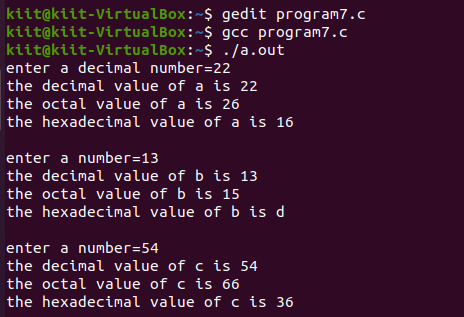 kiit@kiit-VirtualBox:~$ gedit program7.c
kiit@kiit-VirtualBox:~$ gcc program7.c
kiit@kiit-VirtualBox:~$ ./a.out
enter a decimal number=22
the decimal value of a is 22
the octal value of a is 26
the hexadecimal value of a is 16

enter a number=13
the decimal value of b is 13
the octal value of b is 15
the hexadecimal value of b is d

enter a number=54
the decimal value of c is 54
the octal value of c is 66
the hexadecimal value of c is 36